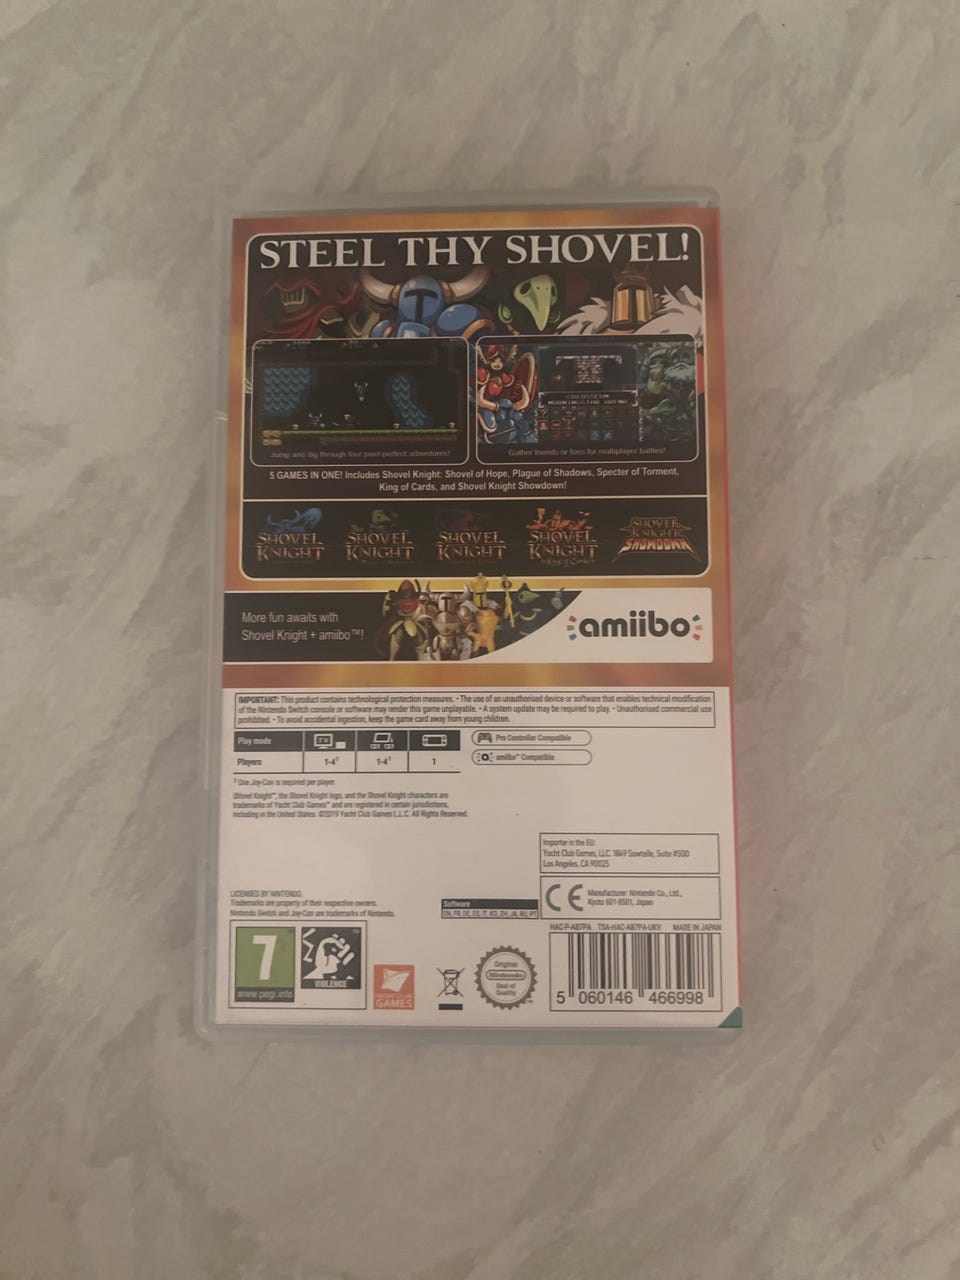 STEEL THY SHOVEL!
Jump and dig through four pixel-perfect adventures!
Gather friends or foes for multiplayer battles!
5 GAMES IN ONE! Includes Shovel Knight: Shovel of Hope, Plague of Shadows, Specter of Torment,
King of Cards, and Shovel Knight Showdown!
SHOVEL
KNIGHT
SHOVEL
KNIGHT
SHOVEL
KNIGHT
SHOVEL
KNIGHT
King of Cards
SHOVEL
KNIGHT
SHOWDOWN
More fun awaits with
Shovel Knight + amiibo™!
amiibo
IMPORTANT: This product contains technological protection measures. • The use of an unauthorised device or software that enables technical modification
of the Nintendo Switch console or software may render this game unplayable. • A system update may be required to play. • Unauthorised commercial use
prohibited. • To avoid accidental ingestion, keep the game card away from young children.
Play mode
TV
Players
1-4
1-4
1
Pro Controller Compatible
amiibo™ Compatible
One Joy-Con is required per player.
Shovel Knight™, the Shovel Knight logo, and the Shovel Knight characters are
trademarks of Yacht Club Games™ and are registered in certain jurisdictions,
including in the United States. ©2019 Yacht Club Games L.L.C. All Rights Reserved.
Importer in the EU:
Yacht Club Games, LLC. 1849 Sawtelle, Suite #500
Los Angeles, CA 90025
CE
Manufacturer: Nintendo Co., Ltd.,
Kyoto 601-8501, Japan
LICENSED BY NINTENDO.
Trademarks are property of their respective owners.
Nintendo Switch and Joy-Con are trademarks of Nintendo.
Software
EN, FR, DE, ES, IT, KO, ZH, JA, RU, PT
HAC-P-AB7PA TSA-HAC-AB7PA-UKV MADE IN JAPAN
7
www.pegi.info
VIOLENCE
YACHT CLUB
GAMES
Original
Nintendo
Seal of
Quality
5 060146 466998